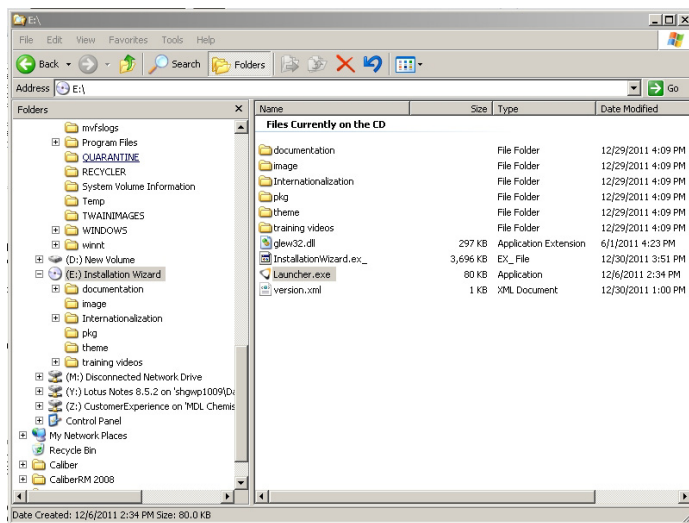 E:\
File Edit View Favorites Tools Help
Back Search Folders
Address E:\ Go
Folders
mvfslogs
Program Files
QUARANTINE
RECYCLER
System Volume Information
Temp
TWAINIMAGES
WINDOWS
winnt
(D:) New Volume
(E:) Installation Wizard
documentation
image
Internationalization
pkg
theme
training videos
(M:) Disconnected Network Drive
(Y:) Lotus Notes 8.5.2 on 'shgwp1009\Da
(Z:) CustomerExperience on 'MDL Chemis
Control Panel
My Network Places
Recycle Bin
Caliber
CaliberRM 2008
Name Size Type Date Modified
Files Currently on the CD
documentation File Folder 12/29/2011 4:09 PM
image File Folder 12/29/2011 4:09 PM
Internationalization File Folder 12/29/2011 4:09 PM
pkg File Folder 12/29/2011 4:09 PM
theme File Folder 12/29/2011 4:09 PM
training videos File Folder 12/29/2011 4:09 PM
glew32.dll 297 KB Application Extension 6/1/2011 4:23 PM
InstallationWizard.ex_ 3,696 KB EX_ File 12/30/2011 3:51 PM
Launcher.exe 80 KB Application 12/6/2011 2:34 PM
version.xml 1 KB XML Document 12/30/2011 1:00 PM
Date Created: 12/6/2011 2:34 PM Size: 80.0 KB